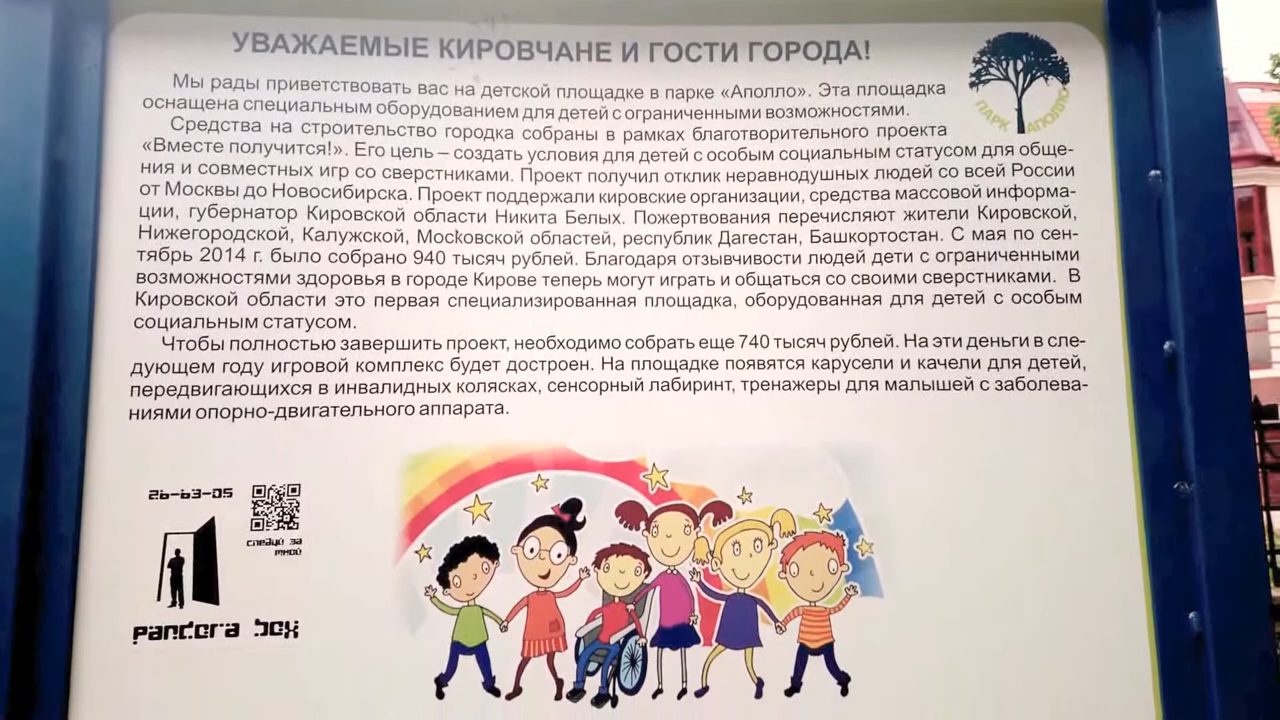 УВАЖАЕМЫЕ КИРОВЧАНЕ И ГОСТИ ГОРОДА!
ПАРК АПОЛЛО
Мы рады приветствовать вас на детской площадке в парке «Аполло». Эта площадка
оснащена специальным оборудованием для детей с ограниченными возможностями.
Средства на строительство городка собраны в рамках благотворительного проекта
«Вместе получится!». Его цель – создать условия для детей с особым социальным статусом для обще-
ния и совместных игр со сверстниками. Проект получил отклик неравнодушных людей со всей России
от Москвы до Новосибирска. Проект поддержали кировские организации, средства массовой информа-
ции, губернатор Кировской области Никита Белых. Пожертвования перечисляют жители Кировской,
Нижегородской, Калужской, Московской областей, республик Дагестан, Башкортостан. С мая по сен-
тябрь 2014 г. было собрано 940 тысяч рублей. Благодаря отзывчивости людей дети с ограниченными
возможностями здоровья в городе Кирове теперь могут играть и общаться со своими сверстниками. В
Кировской области это первая специализированная площадка, оборудованная для детей с особым
социальным статусом.
Чтобы полностью завершить проект, необходимо собрать еще 740 тысяч рублей. На эти деньги в сле-
дующем году игровой комплекс будет достроен. На площадке появятся карусели и качели для детей,
передвигающихся в инвалидных колясках, сенсорный лабиринт, тренажеры для малышей с заболева-
ниями опорно-двигательного аппарата.
26-63-05
следуй за
мной
Pandora box